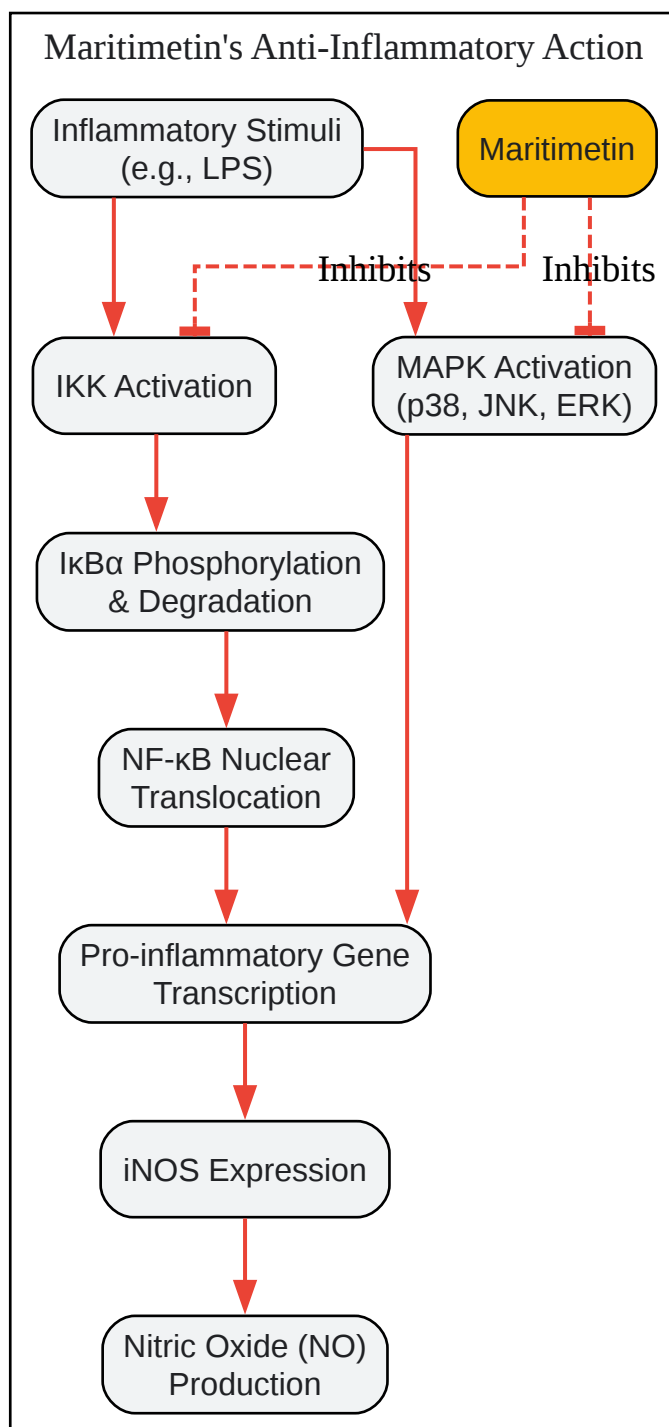 Maritimetin's Anti-Inflammatory Action
Inflammatory Stimuli
(e.g., LPS)
Maritimetin
Inhibits
Inhibits
IKK Activation
MAPK Activation
(p38, JNK, ERK)
IκBα Phosphorylation
& Degradation
NF-κB Nuclear
Translocation
Pro-inflammatory Gene
Transcription
iNOS Expression
Nitric Oxide (NO)
Production